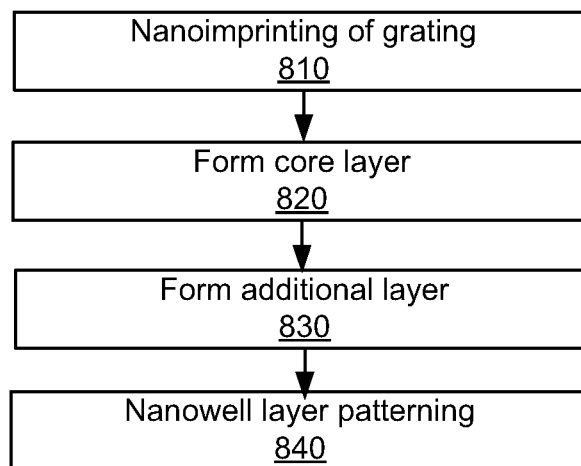 Nanoimprinting of grating
810
Form core layer
820
Form additional layer
830
Nanowell layer patterning
840